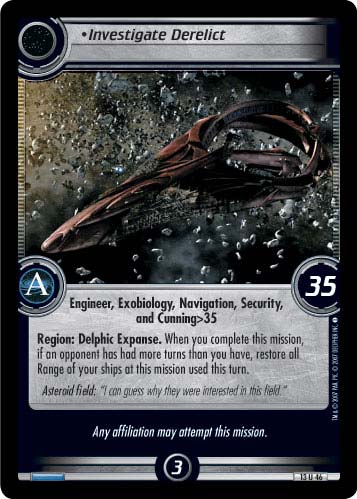 •Investigate Derelict
A
35
Engineer, Exobiology, Navigation, Security,
and Cunning>35
Region: Delphic Expanse. When you complete this mission,
if an opponent has had more turns than you have, restore all
Range of your ships at this mission used this turn.
Asteroid field: "I can guess why they were interested in this field."
Any affiliation may attempt this mission.
3
13 U 46